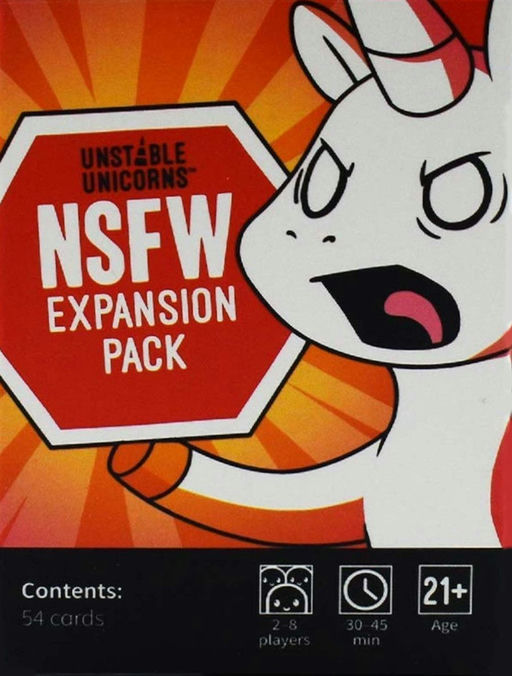 UNSTABLE
UNICORNS™
NSFW
EXPANSION
PACK
Contents:
54 cards
2-8
players
30-45
min
21+
Age